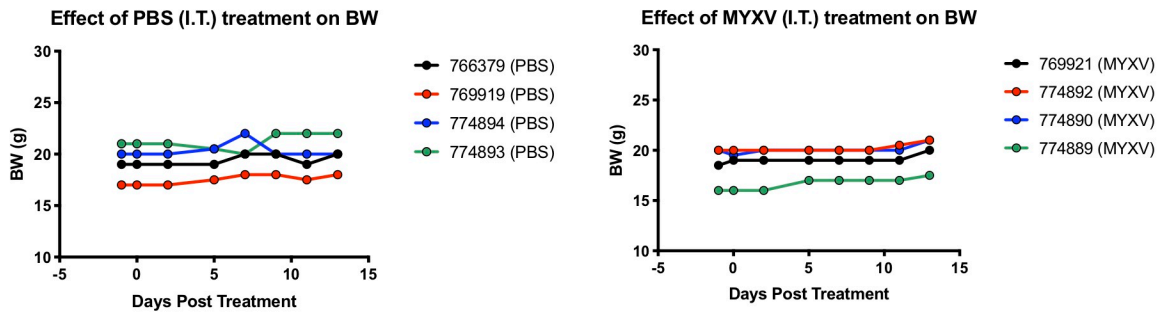 Effect of PBS (I.T.) treatment on BW
30
25
20
15
10
BW (g)
-5
0
5
10
15
Days Post Treatment
766379 (PBS)
769919 (PBS)
774894 (PBS)
774893 (PBS)
Effect of MYXV (I.T.) treatment on BW
30
25
20
15
10
BW (g)
-5
0
5
10
15
Days Post Treatment
769921 (MYXV)
774892 (MYXV)
774890 (MYXV)
774889 (MYXV)